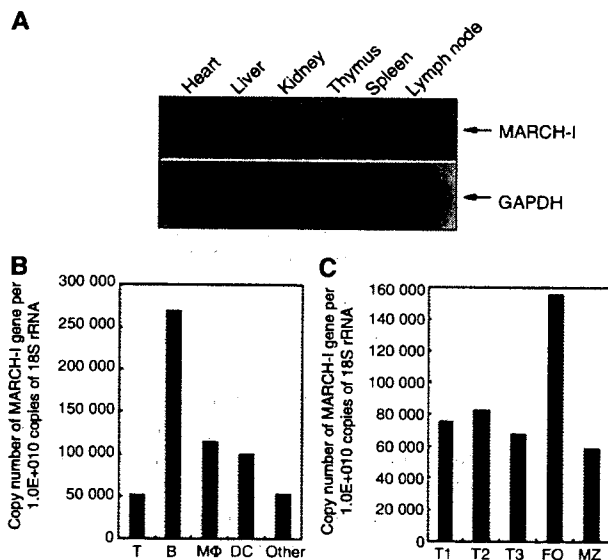 A
Heart Liver Kidney Thymus Spleen Lymph node
MARCH-I
GAPDH
B
Copy number of MARCH-I gene per
1.0E+010 copies of 18S rRNA
300 000
250 000
200 000
150 000
100 000
50 000
T B MΦ DC Other
C
Copy number of MARCH-I gene per
1.0E+010 copies of 18S rRNA
160 000
140 000
120 000
100 000
80 000
60 000
40 000
20 000
0
T1 T2 T3 FO MZ